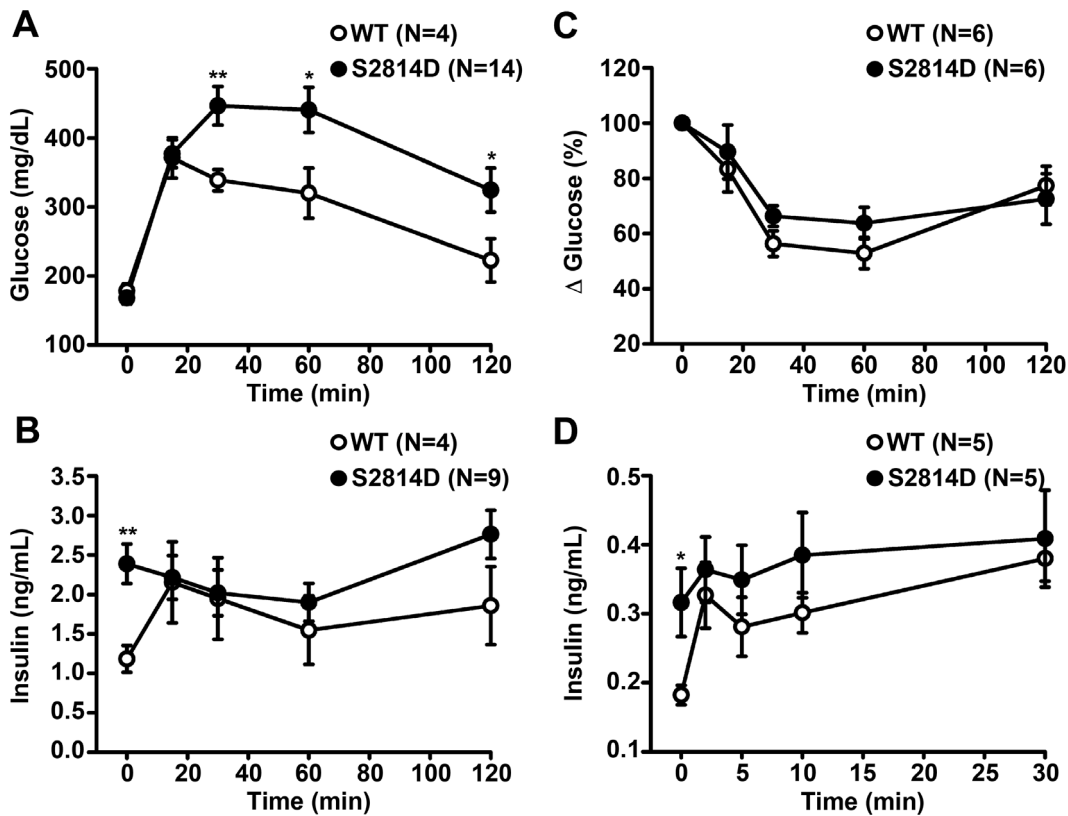 A
WT (N=4)
S2814D (N=14)
** * *
500
400
300
200
100
Glucose (mg/dL)
0 20 40 60 80 100 120
Time (min)
C
WT (N=6)
S2814D (N=6)
120
100
80
60
40
20
Δ Glucose (%)
0 20 40 60 80 100 120
Time (min)
B
WT (N=4)
S2814D (N=9)
**
3.5
3.0
2.5
2.0
1.5
1.0
0.5
0.0
Insulin (ng/mL)
0 20 40 60 80 100 120
Time (min)
D
WT (N=5)
S2814D (N=5)
*
0.5
0.4
0.3
0.2
0.1
Insulin (ng/mL)
0 5 10 15 20 25 30
Time (min)